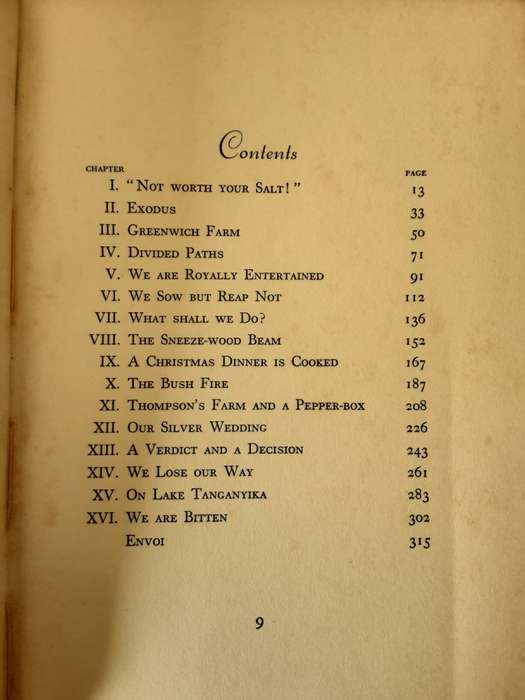 Contents
CHAPTER PAGE
I. "Not worth your Salt!" 13
II. Exodus 33
III. Greenwich Farm 50
IV. Divided Paths 71
V. We are Royally Entertained 91
VI. We Sow but Reap Not 112
VII. What shall we Do? 136
VIII. The Sneeze-wood Beam 152
IX. A Christmas Dinner is Cooked 167
X. The Bush Fire 187
XI. Thompson's Farm and a Pepper-box 208
XII. Our Silver Wedding 226
XIII. A Verdict and a Decision 243
XIV. We Lose our Way 261
XV. On Lake Tanganyika 283
XVI. We are Bitten 302
Envoi 315
9